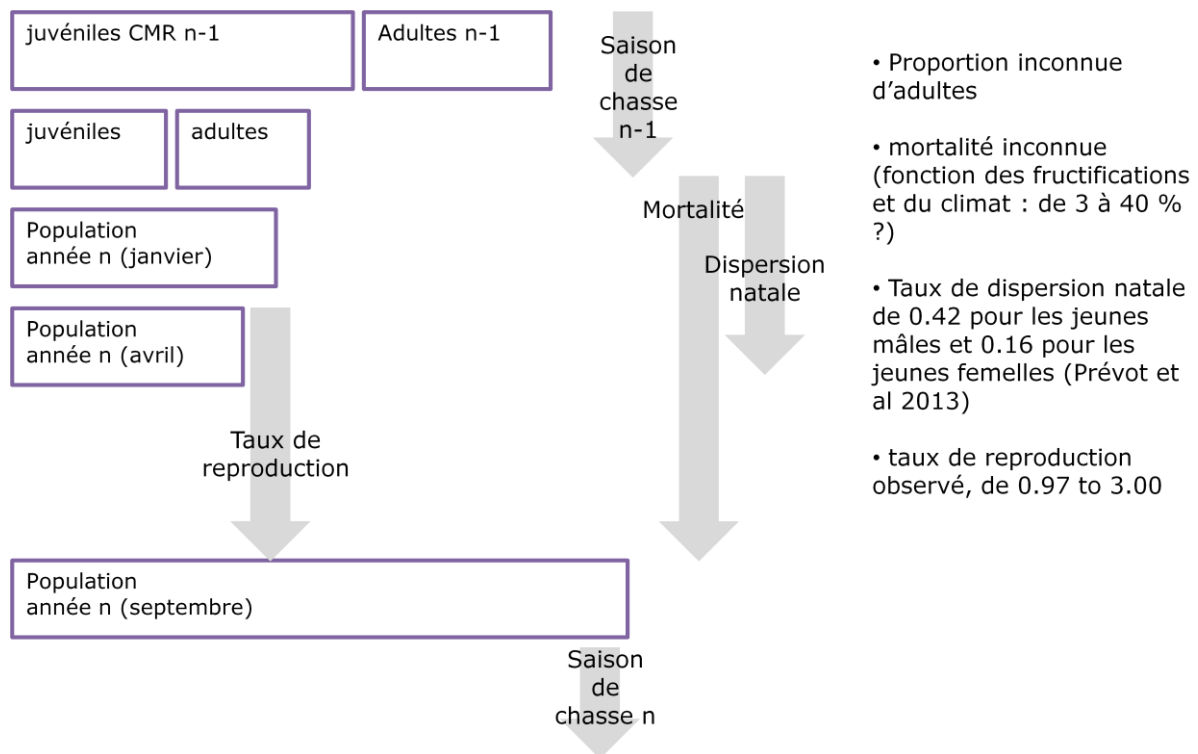 juvéniles CMR n-1
Adultes n-1
Saison
de
chasse
n-1
juvéniles
adultes
Mortalité
Population
année n (janvier)
Dispersion
natale
Population
année n (avril)
Taux de
reproduction
Population
année n (septembre)
Saison
de
chasse n
• Proportion inconnue
d’adultes
• mortalité inconnue
(fonction des fructifications
et du climat : de 3 à 40 %
?)
• Taux de dispersion natale
de 0.42 pour les jeunes
mâles et 0.16 pour les
jeunes femelles (Prévot et
al 2013)
• taux de reproduction
observé, de 0.97 to 3.00